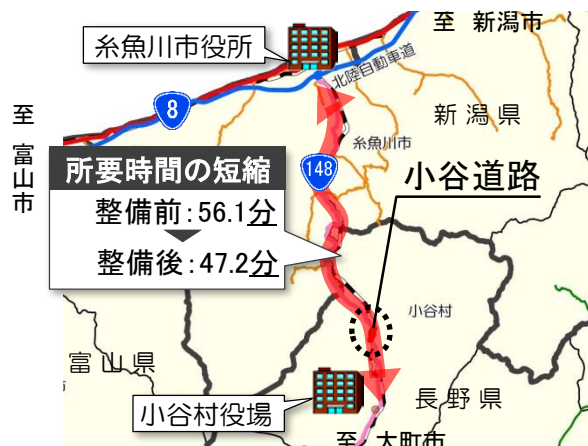 至 新潟市
糸魚川市役所
北陸自動車道
8
新潟県
至
富山市
糸魚川市
所要時間の短縮
整備前:56.1分
整備後:47.2分
148
小谷道路
小谷村
富山県
小谷村役場
長野県
至 大町市